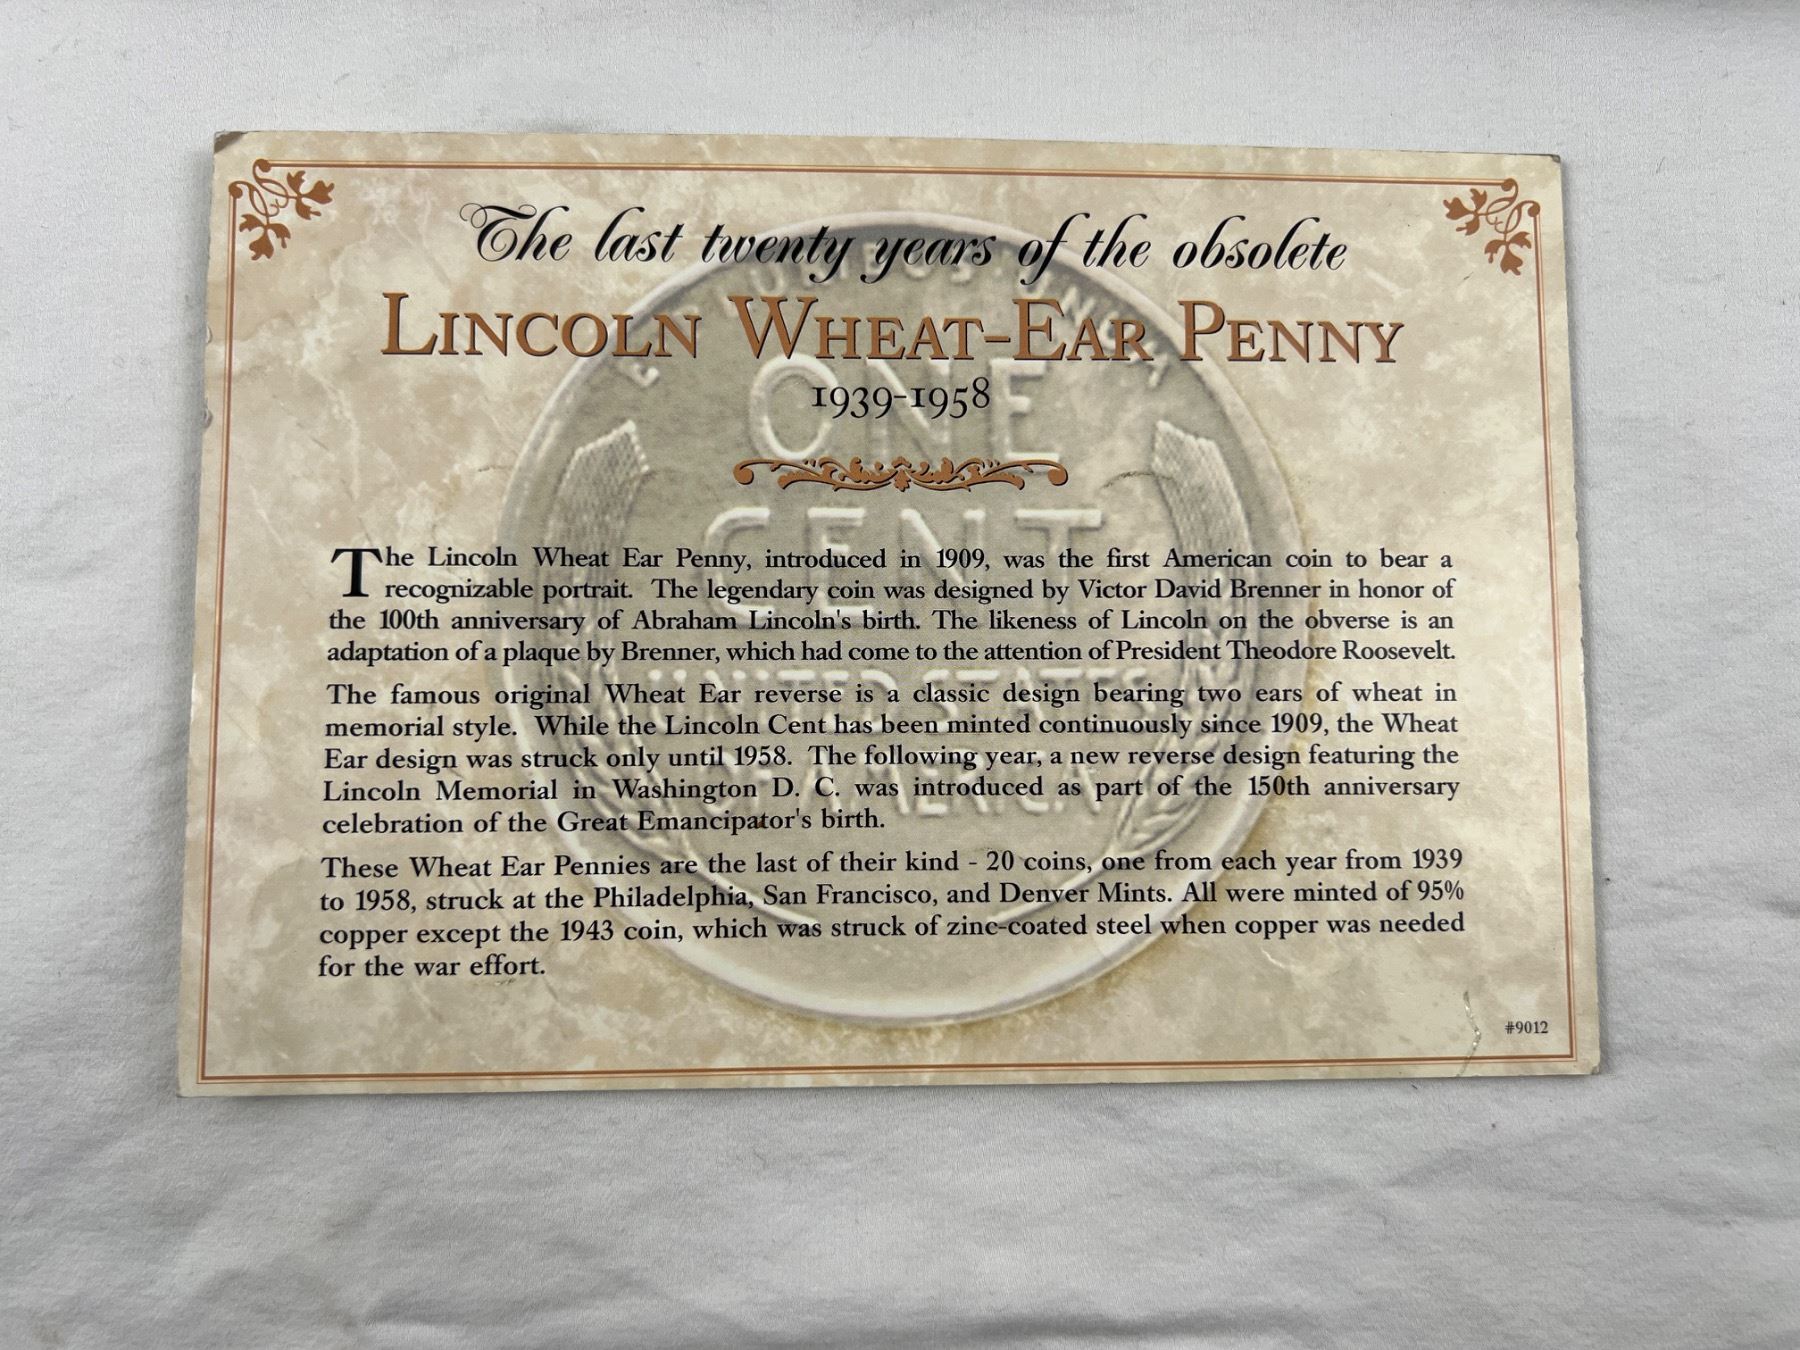 The last twenty years of the obsolete
LINCOLN WHEAT-EAR PENNY
1939-1958
The Lincoln Wheat Ear Penny, introduced in 1909, was the first American coin to bear a
recognizable portrait. The legendary coin was designed by Victor David Brenner in honor of
the 100th anniversary of Abraham Lincoln's birth. The likeness of Lincoln on the obverse is an
adaptation of a plaque by Brenner, which had come to the attention of President Theodore Roosevelt.
The famous original Wheat Ear reverse is a classic design bearing two ears of wheat in
memorial style. While the Lincoln Cent has been minted continuously since 1909, the Wheat
Ear design was struck only until 1958. The following year, a new reverse design featuring the
Lincoln Memorial in Washington D. C. was introduced as part of the 150th anniversary
celebration of the Great Emancipator's birth.
These Wheat Ear Pennies are the last of their kind - 20 coins, one from each year from 1939
to 1958, struck at the Philadelphia, San Francisco, and Denver Mints. All were minted of 95%
copper except the 1943 coin, which was struck of zinc-coated steel when copper was needed
for the war effort.
#9012
E PLURIBUS UNUM
ONE
CENT
UNITED STATES
OF AMERICA